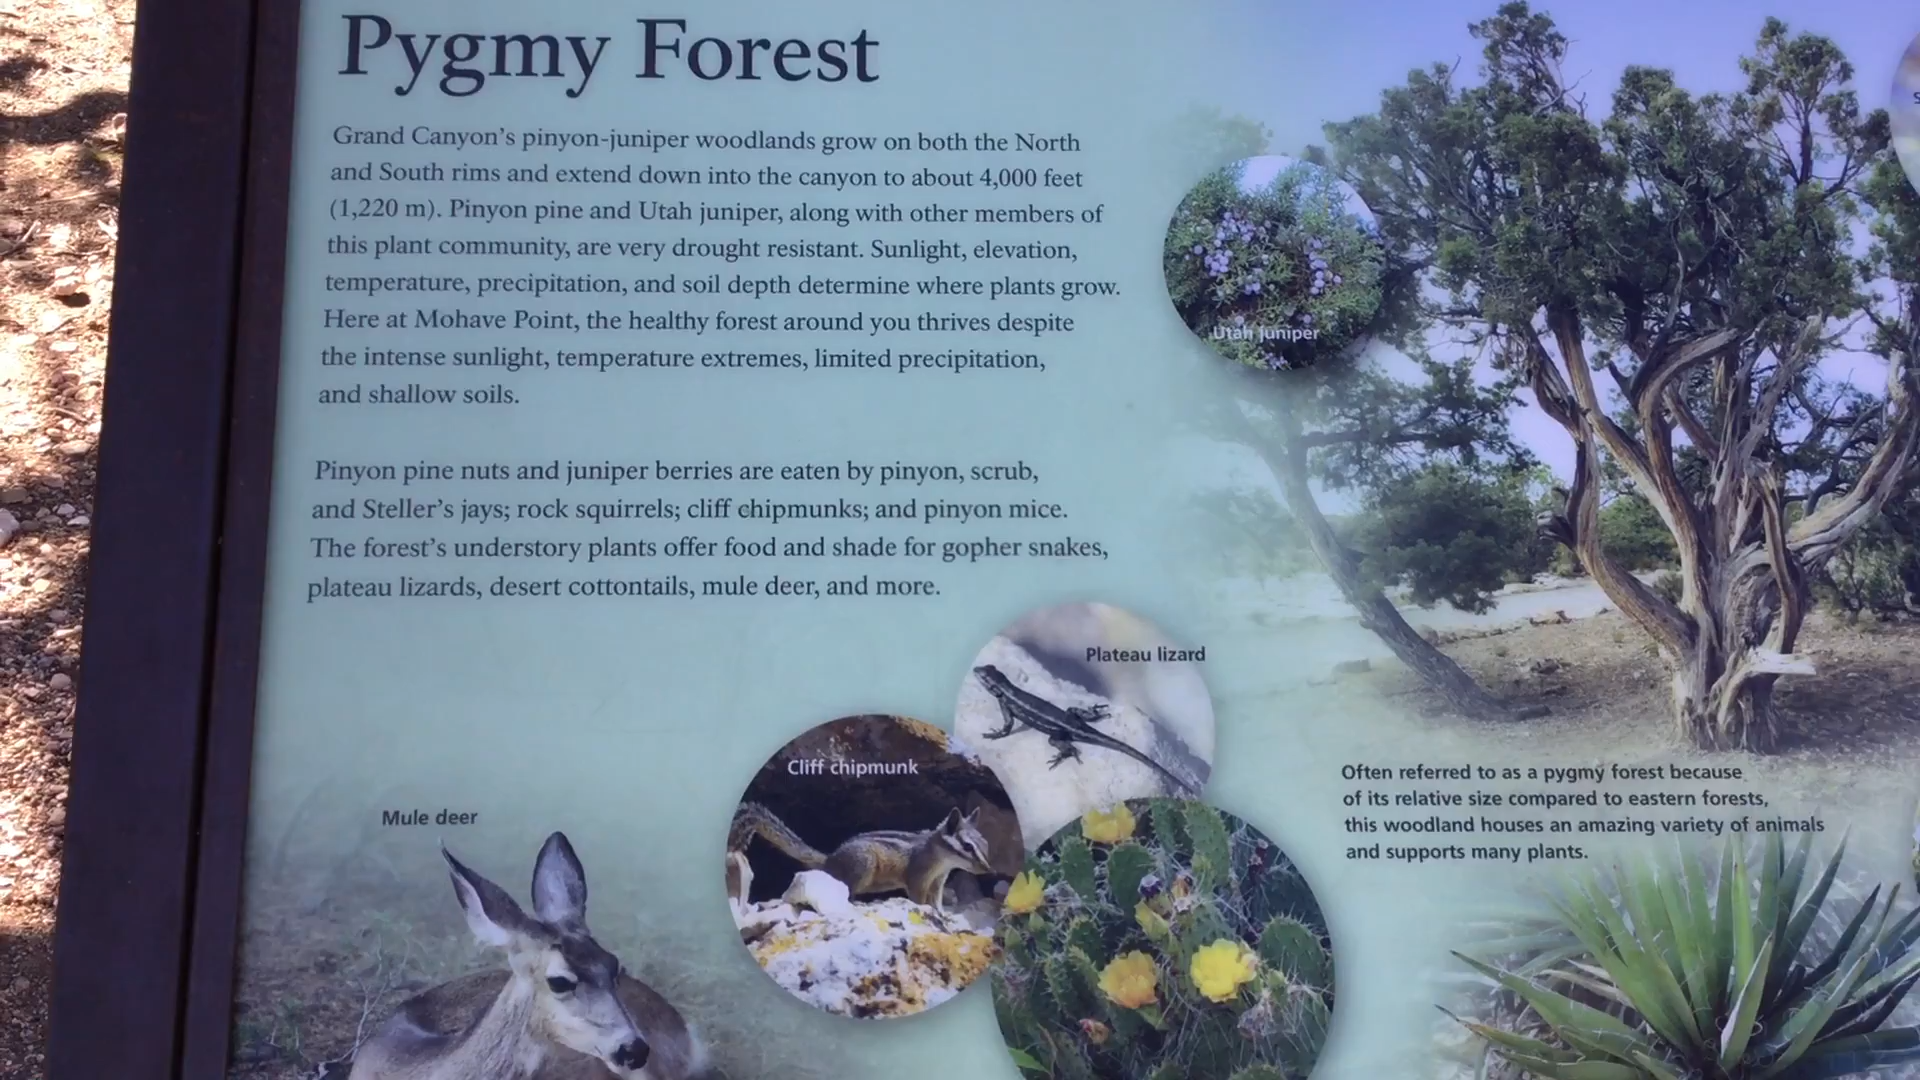 Pygmy Forest
Grand Canyon's pinyon-juniper woodlands grow on both the North
and South rims and extend down into the canyon to about 4,000 feet
(1,220 m). Pinyon pine and Utah juniper, along with other members of
this plant community, are very drought resistant. Sunlight, elevation,
temperature, precipitation, and soil depth determine where plants grow.
Here at Mohave Point, the healthy forest around you thrives despite
the intense sunlight, temperature extremes, limited precipitation,
and shallow soils.
Pinyon pine nuts and juniper berries are eaten by pinyon, scrub,
and Steller's jays; rock squirrels; cliff chipmunks; and pinyon mice.
The forest's understory plants offer food and shade for gopher snakes,
plateau lizards, desert cottontails, mule deer, and more.
Utah juniper
Plateau lizard
Cliff chipmunk
Mule deer
Often referred to as a pygmy forest because
of its relative size compared to eastern forests,
this woodland houses an amazing variety of animals
and supports many plants.